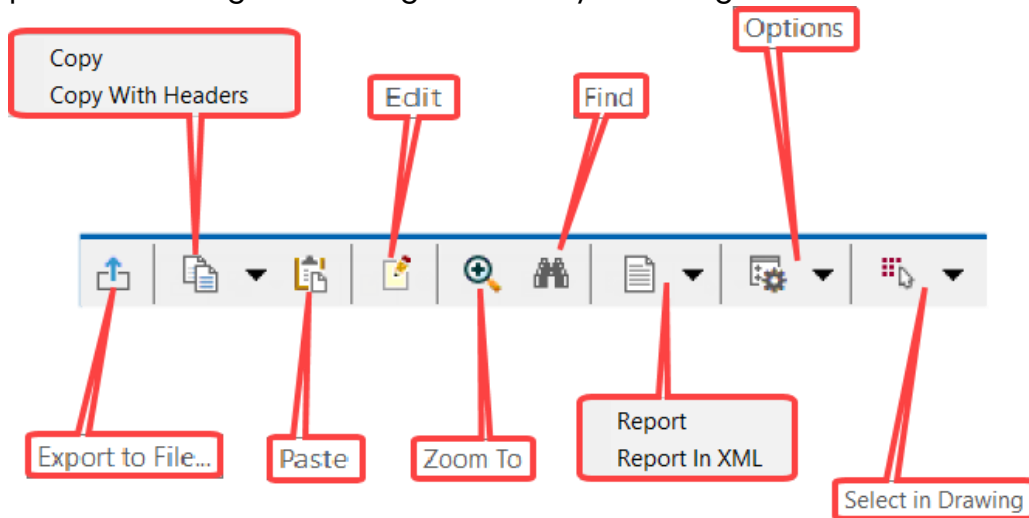 Options
Copy
Copy With Headers
Edit
Find
Export to File...
Paste
Zoom To
Report
Report In XML
Select in Drawing